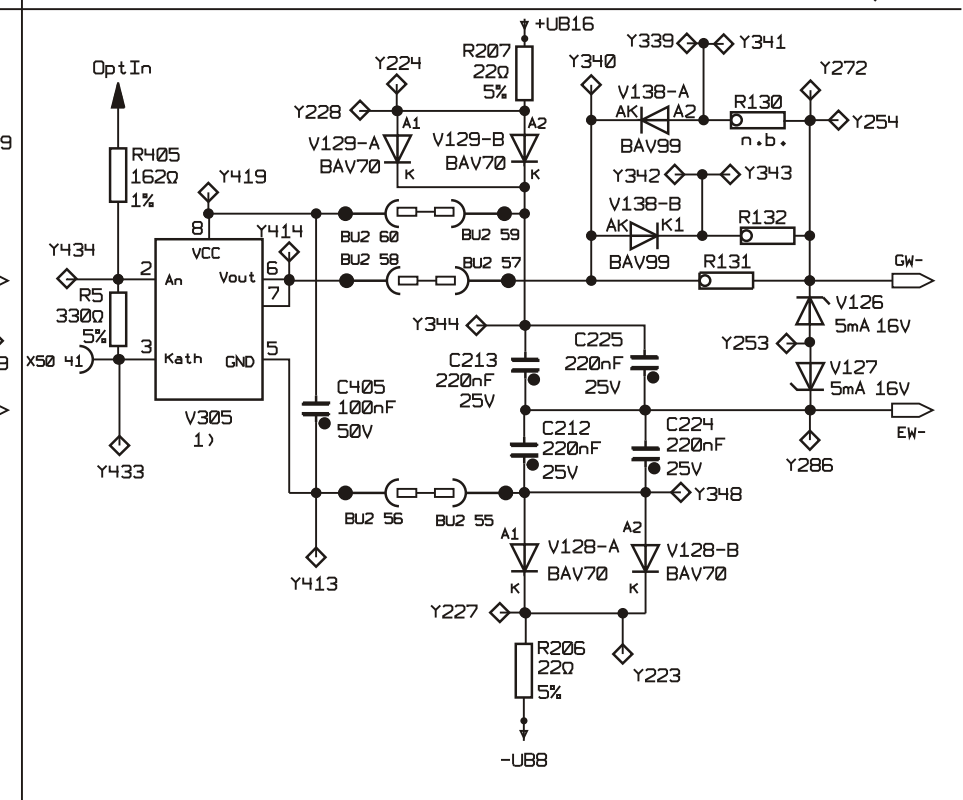 +UB16
Y339
Y341
R207
22Ω
5%
OptIn
Y224
Y340
Y272
V138-A
AK
A2
R130
Y228
A1
A2
n.b.
Y254
V129-A
BAV70
K
V129-B
BAV70
K
BAV99
9
R405
162Ω
1%
Y419
Y342
Y343
V138-B
AK
K1
R132
8
BU2 60
BU2 59
Y414
Y434
VCC
BU2 58
BU2 57
BAV99
R131
GW-
2
An
Vout
6
7
R5
330Ω
5%
Y344
C225
220nF
25V
V126
5mA 16V
Y253
C213
220nF
25V
V127
5mA 16V
3
X50 41
Kath
GND
5
C405
100nF
50V
V305
1)
C212
220nF
25V
C224
220nF
25V
EW-
Y433
Y286
Y348
BU2 56
BU2 55
A1
V128-A
BAV70
K
A2
V128-B
BAV70
K
Y413
Y227
R206
22Ω
5%
Y223
-UB8